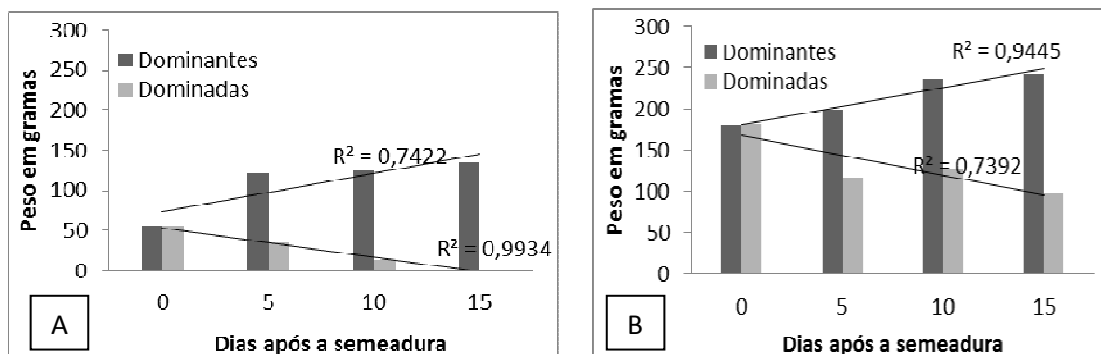 300
250
200
150
100
50
0
Peso em gramas
Dominantes
Dominadas
R² = 0,7422
R² = 0,9934
0 5 10 15
Dias após a semeadura
A
300
250
200
150
100
50
0
Peso em gramas
Dominantes
Dominadas
R² = 0,9445
R² = 0,7392
0 5 10 15
Dias após a semeadura
B